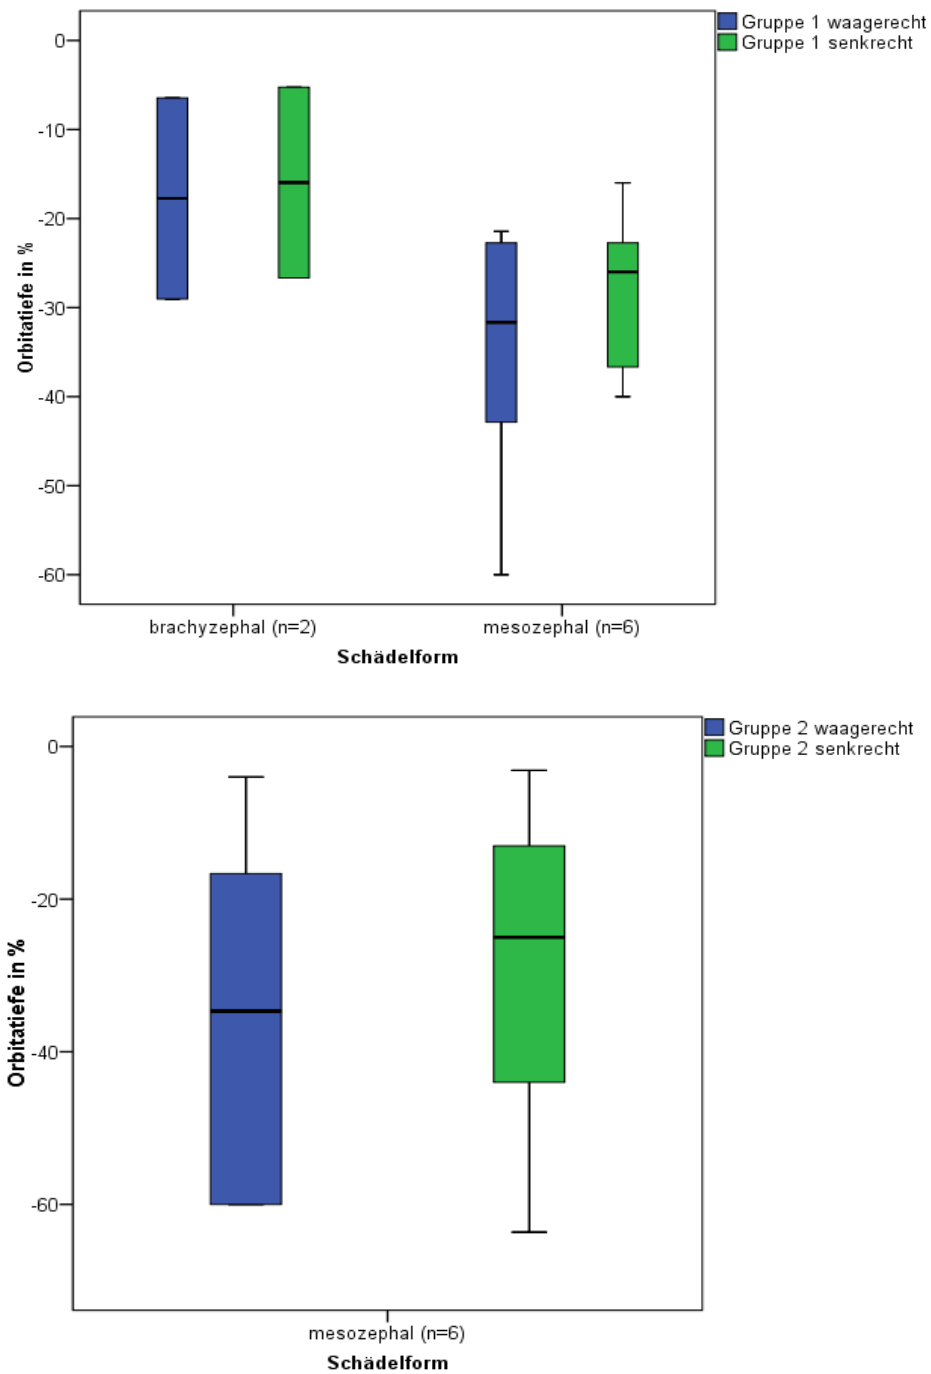 Gruppe 1 waagerecht
Gruppe 1 senkrecht
0
-10
-20
-30
-40
-50
-60
Orbitatiefe in %
brachyzephal (n=2)
mesozephal (n=6)
Schädelform
Gruppe 2 waagerecht
Gruppe 2 senkrecht
0
-20
-40
-60
Orbitatiefe in %
mesozephal (n=6)
Schädelform